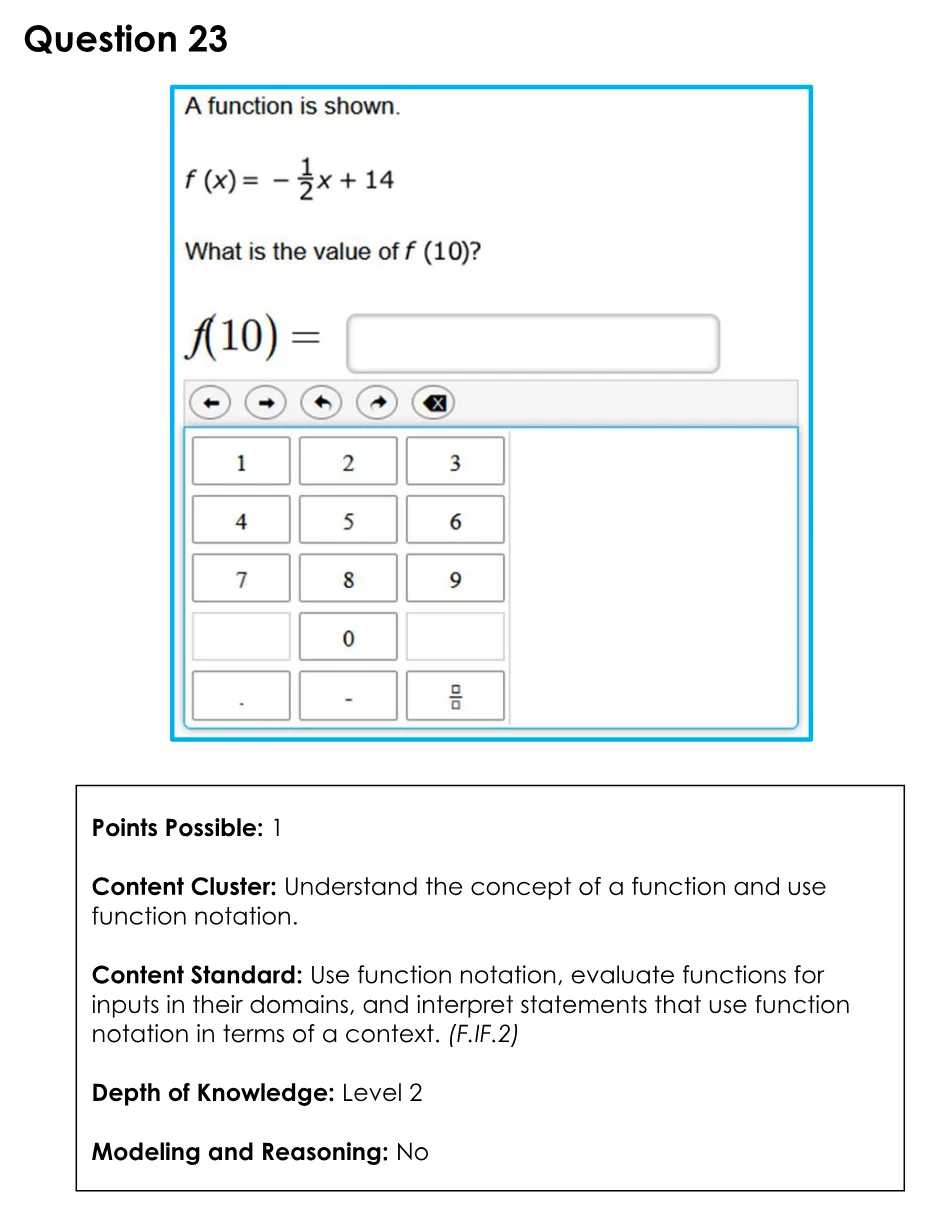 Question 23
A function is shown.
f (x) = − 1/2 x + 14
What is the value of f (10)?
f(10) =
1 2 3
4 5 6
7 8 9
0
. -
Points Possible: 1
Content Cluster: Understand the concept of a function and use
function notation.
Content Standard: Use function notation, evaluate functions for
inputs in their domains, and interpret statements that use function
notation in terms of a context. (F.IF.2)
Depth of Knowledge: Level 2
Modeling and Reasoning: No